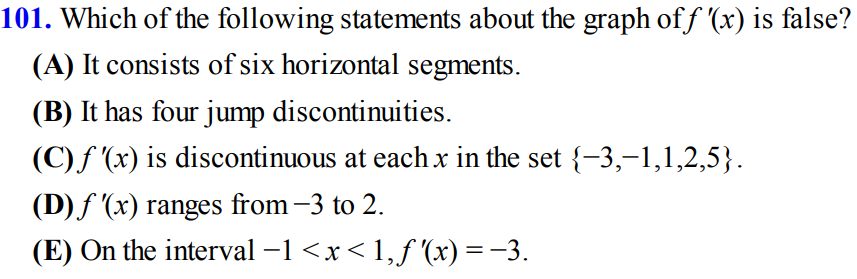 101. Which of the following statements about the graph of f ′(x) is false?
(A) It consists of six horizontal segments.
(B) It has four jump discontinuities.
(C) f ′(x) is discontinuous at each x in the set {−3,−1,1,2,5}.
(D) f ′(x) ranges from −3 to 2.
(E) On the interval −1 < x < 1, f ′(x) = −3.